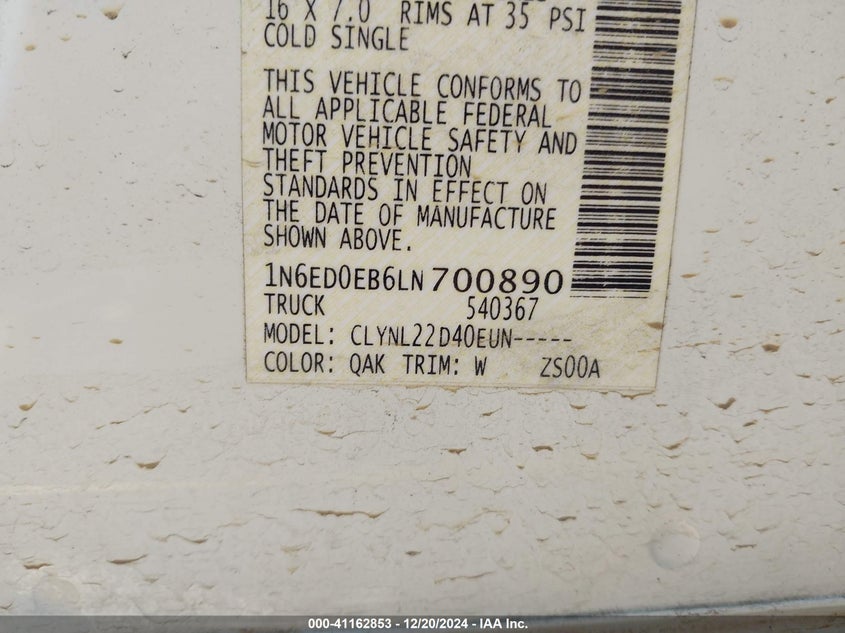 16 X 7.0 RIMS AT 35 PSI
COLD SINGLE
THIS VEHICLE CONFORMS TO
ALL APPLICABLE FEDERAL
MOTOR VEHICLE SAFETY AND
THEFT PREVENTION
STANDARDS IN EFFECT ON
THE DATE OF MANUFACTURE
SHOWN ABOVE.
1N6ED0EB6LN700890
TRUCK 540367
MODEL: CLYNL22D40EUN-----
COLOR: QAK TRIM: W ZS00A
000-41162853 - 12/20/2024 - IAA Inc.